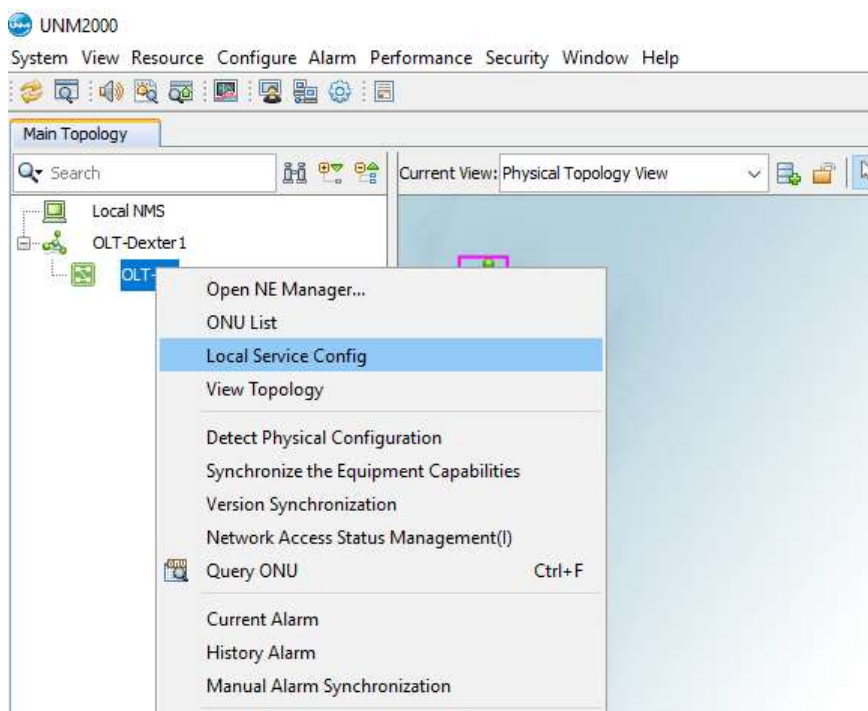 UNM2000
System View Resource Configure Alarm Performance Security Window Help
Main Topology
Search
Current View: Physical Topology View
Local NMS
OLT-Dexter1
OLT-
Open NE Manager...
ONU List
Local Service Config
View Topology
Detect Physical Configuration
Synchronize the Equipment Capabilities
Version Synchronization
Network Access Status Management(I)
Query ONU Ctrl+F
Current Alarm
History Alarm
Manual Alarm Synchronization